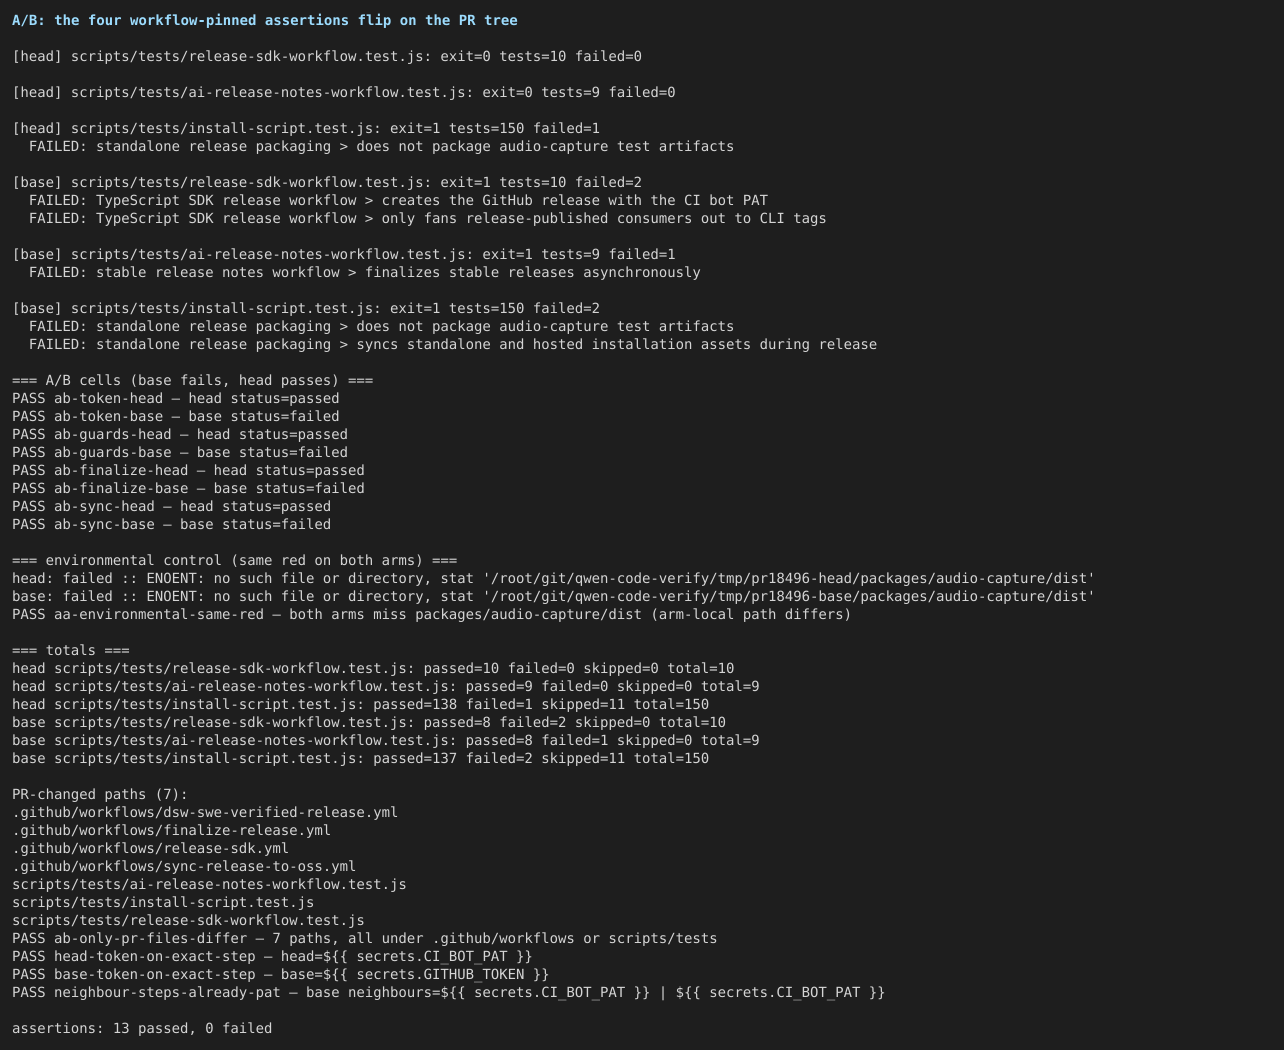 A/B: the four workflow-pinned assertions flip on the PR tree
[head] scripts/tests/release-sdk-workflow.test.js: exit=0 tests=10 failed=0
[head] scripts/tests/ai-release-notes-workflow.test.js: exit=0 tests=9 failed=0
[head] scripts/tests/install-script.test.js: exit=1 tests=150 failed=1
  FAILED: standalone release packaging > does not package audio-capture test artifacts
[base] scripts/tests/release-sdk-workflow.test.js: exit=1 tests=10 failed=2
  FAILED: TypeScript SDK release workflow > creates the GitHub release with the CI bot PAT
  FAILED: TypeScript SDK release workflow > only fans release-published consumers out to CLI tags
[base] scripts/tests/ai-release-notes-workflow.test.js: exit=1 tests=9 failed=1
  FAILED: stable release notes workflow > finalizes stable releases asynchronously
[base] scripts/tests/install-script.test.js: exit=1 tests=150 failed=2
  FAILED: standalone release packaging > does not package audio-capture test artifacts
  FAILED: standalone release packaging > syncs standalone and hosted installation assets during release
=== A/B cells (base fails, head passes) ===
PASS ab-token-head — head status=passed
PASS ab-token-base — base status=failed
PASS ab-guards-head — head status=passed
PASS ab-guards-base — base status=failed
PASS ab-finalize-head — head status=passed
PASS ab-finalize-base — base status=failed
PASS ab-sync-head — head status=passed
PASS ab-sync-base — base status=failed
=== environmental control (same red on both arms) ===
head: failed :: ENOENT: no such file or directory, stat '/root/git/qwen-code-verify/tmp/pr18496-head/packages/audio-capture/dist'
base: failed :: ENOENT: no such file or directory, stat '/root/git/qwen-code-verify/tmp/pr18496-base/packages/audio-capture/dist'
PASS aa-environmental-same-red — both arms miss packages/audio-capture/dist (arm-local path differs)
=== totals ===
head scripts/tests/release-sdk-workflow.test.js: passed=10 failed=0 skipped=0 total=10
head scripts/tests/ai-release-notes-workflow.test.js: passed=9 failed=0 skipped=0 total=9
head scripts/tests/install-script.test.js: passed=138 failed=1 skipped=11 total=150
base scripts/tests/release-sdk-workflow.test.js: passed=8 failed=2 skipped=0 total=10
base scripts/tests/ai-release-notes-workflow.test.js: passed=8 failed=1 skipped=0 total=9
base scripts/tests/install-script.test.js: passed=137 failed=2 skipped=11 total=150
PR-changed paths (7):
.github/workflows/dsw-swe-verified-release.yml
.github/workflows/finalize-release.yml
.github/workflows/release-sdk.yml
.github/workflows/sync-release-to-oss.yml
scripts/tests/ai-release-notes-workflow.test.js
scripts/tests/install-script.test.js
scripts/tests/release-sdk-workflow.test.js
PASS ab-only-pr-files-differ — 7 paths, all under .github/workflows or scripts/tests
PASS head-token-on-exact-step — head=${{ secrets.CI_BOT_PAT }}
PASS base-token-on-exact-step — base=${{ secrets.GITHUB_TOKEN }}
PASS neighbour-steps-already-pat — base neighbours=${{ secrets.CI_BOT_PAT }} | ${{ secrets.CI_BOT_PAT }}
assertions: 13 passed, 0 failed